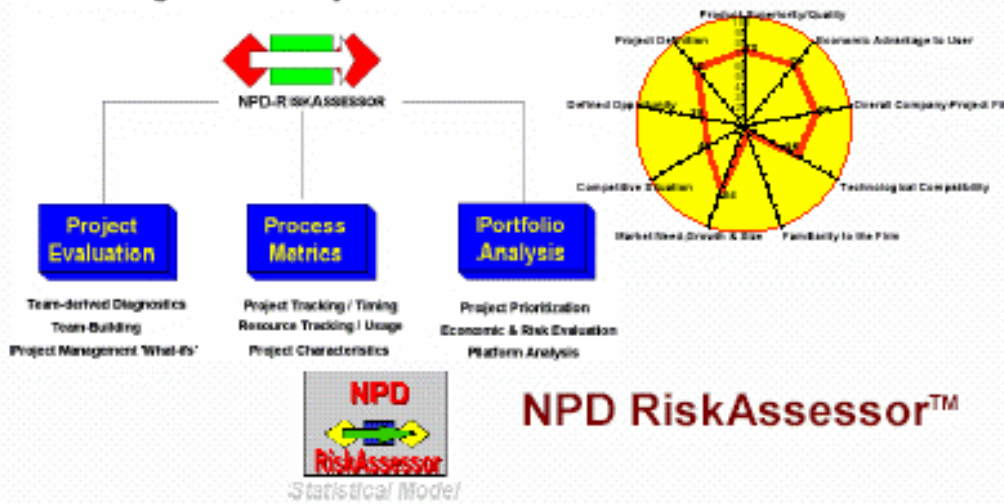 NPD-RISKASSESSOR
Project
Evaluation
Process
Metrics
Portfolio
Analysis
Team-derived Diagnostics
Team-Building
Project Management 'What-ifs'
Project Tracking / Timing
Resource Tracking / Usage
Project Characteristics
Project Prioritization
Economic & Risk Evaluation
Platform Analysis
Product Superiority/Quality
Economic Advantage to User
Overall Company-Project Fit
Technological Compatibility
Familiarity to the Firm
Market Need,Growth & Size
Competitive Situation
Defined Opportunity
Project Definition
NPD
RiskAssessor
Statistical Model
NPD RiskAssessor™